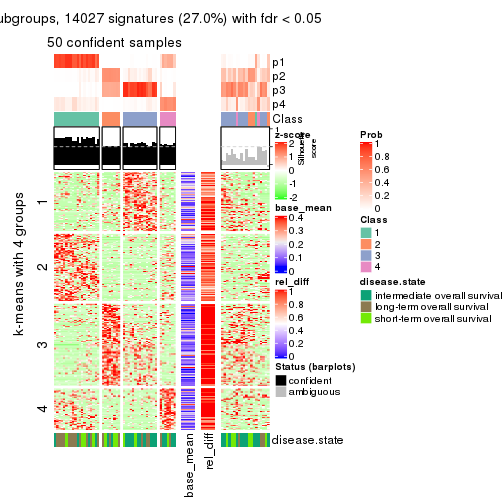 ubgroups, 14027 signatures (27.0%) with fdr < 0.05
50 confident samples
p1
p2
p3
p4
Class
1
Silhouette score
z-score
2
1
0
-1
-2
base_mean
0.4
0.3
0.2
0.1
0
rel_diff
1
0.8
0.6
0.4
0.2
0
Status (barplots)
confident
ambiguous
Prob
1
0.8
0.6
0.4
0.2
0
Class
1
2
3
4
disease.state
intermediate overall survival
long-term overall survival
short-term overall survival
k-means with 4 groups
1
2
3
4
disease.state
base_mean
rel_diff